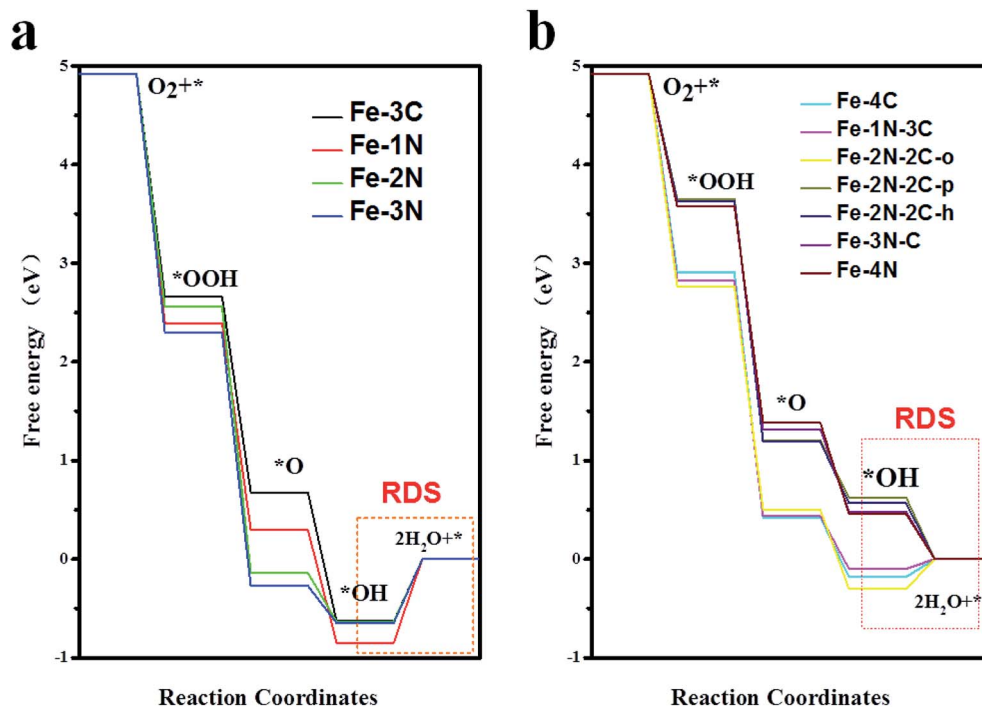 a
5
4
3
2
1
0
-1
Free energy (eV)
O2+*
Fe-3C
Fe-1N
Fe-2N
Fe-3N
*OOH
*O
RDS
2H2O+*
*OH
Reaction Coordinates
b
5
4
3
2
1
0
-1
Free energy (eV)
O2+*
Fe-4C
Fe-1N-3C
Fe-2N-2C-o
Fe-2N-2C-p
Fe-2N-2C-h
Fe-3N-C
Fe-4N
*OOH
*O
RDS
*OH
2H2O+*
Reaction Coordinates